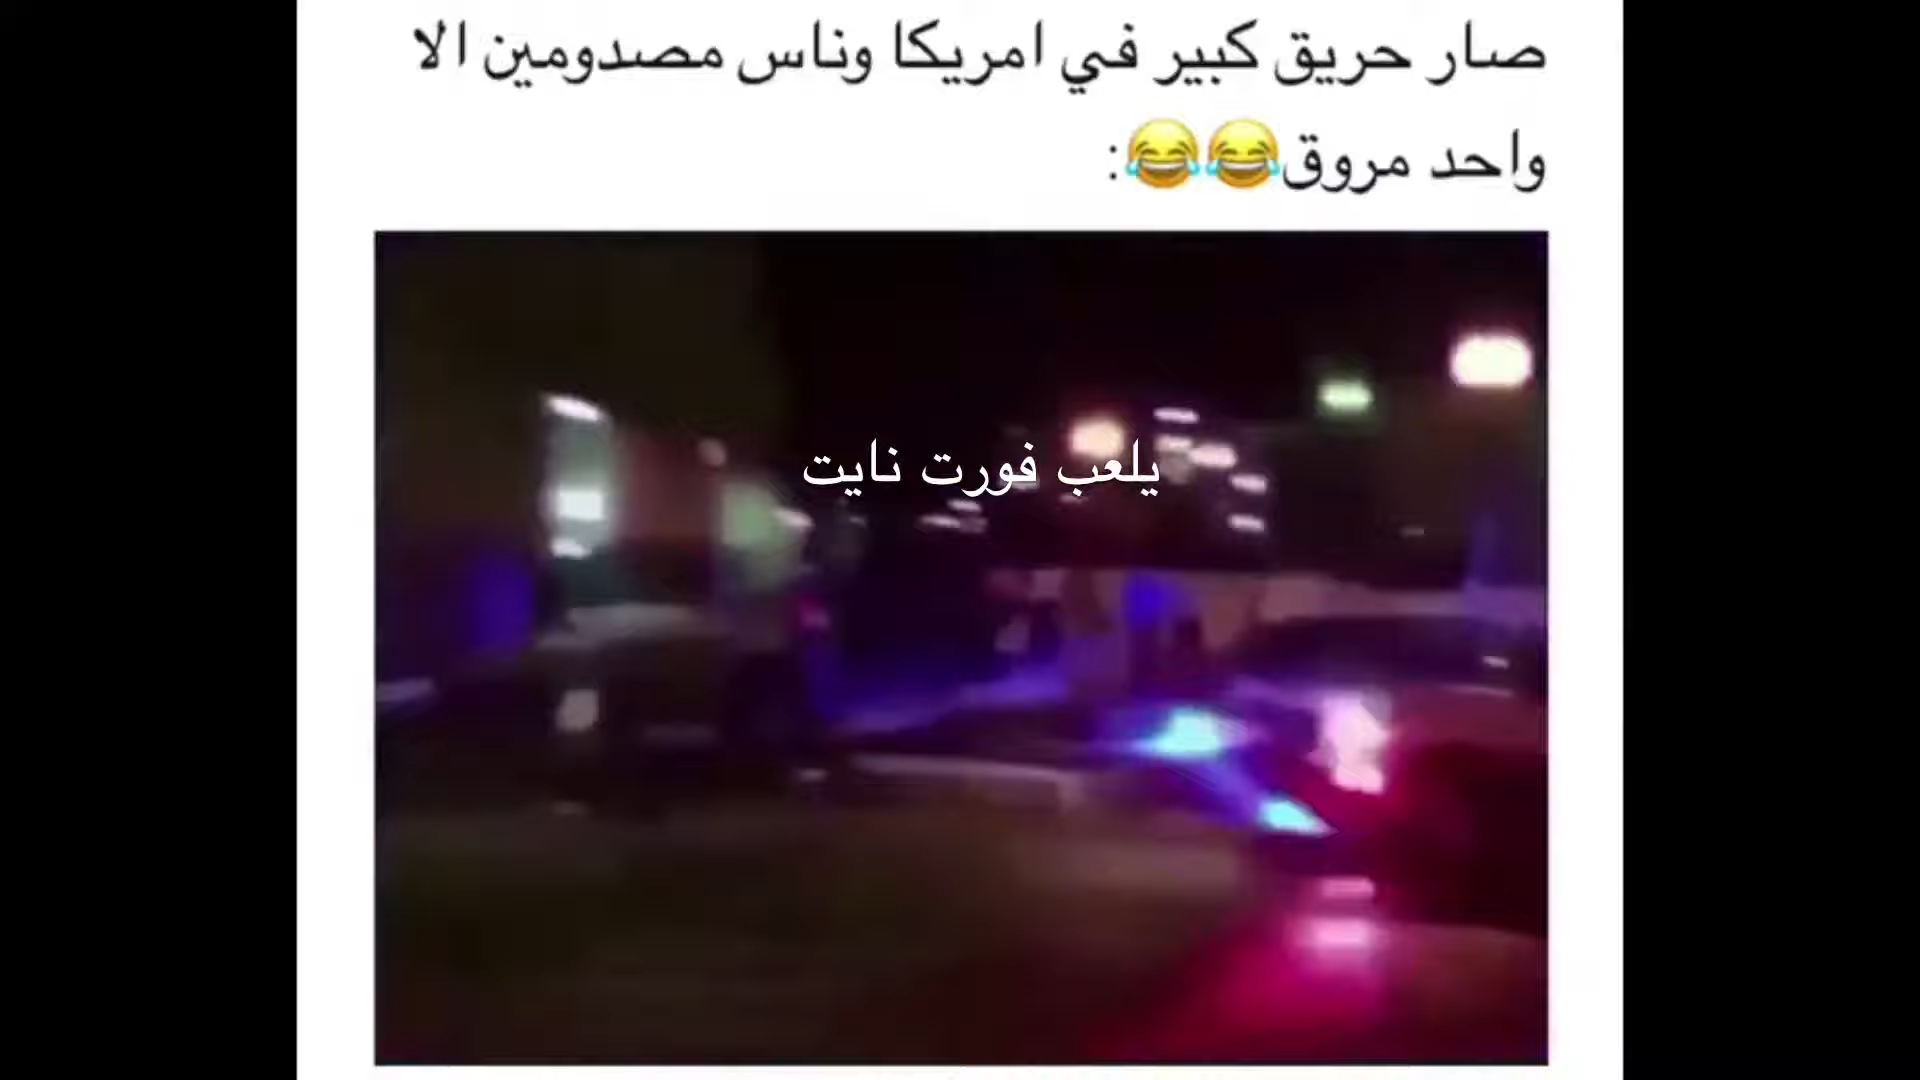 صار حريق كبير في امريكا وناس مصدومين الا
واحد مروق😂😂:
يلعب فورت نايت